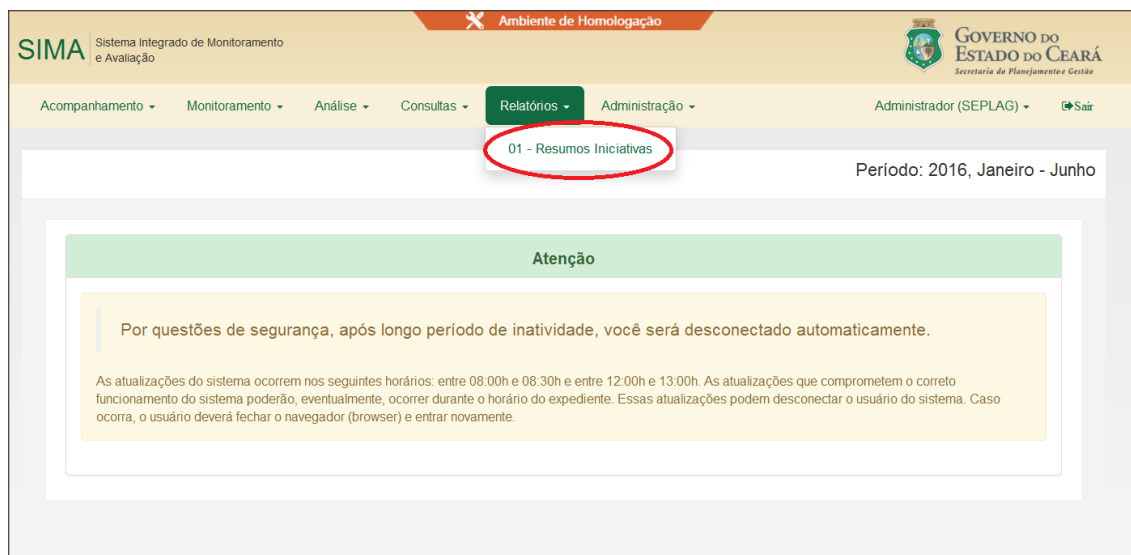 Ambiente de Homologação
SIMA
Sistema Integrado de Monitoramento
e Avaliação
GOVERNO DO
ESTADO DO CEARÁ
Secretaria do Planejamento e Gestão
Acompanhamento Monitoramento Análise Consultas Relatórios Administração Administrador (SEPLAG) Sair
01 - Resumos Iniciativas
Período: 2016, Janeiro - Junho
Atenção
Por questões de segurança, após longo período de inatividade, você será desconectado automaticamente.
As atualizações do sistema ocorrem nos seguintes horários: entre 08:00h e 08:30h e entre 12:00h e 13:00h. As atualizações que comprometem o correto
funcionamento do sistema poderão, eventualmente, ocorrer durante o horário do expediente. Essas atualizações podem desconectar o usuário do sistema. Caso
ocorra, o usuário deverá fechar o navegador (browser) e entrar novamente.